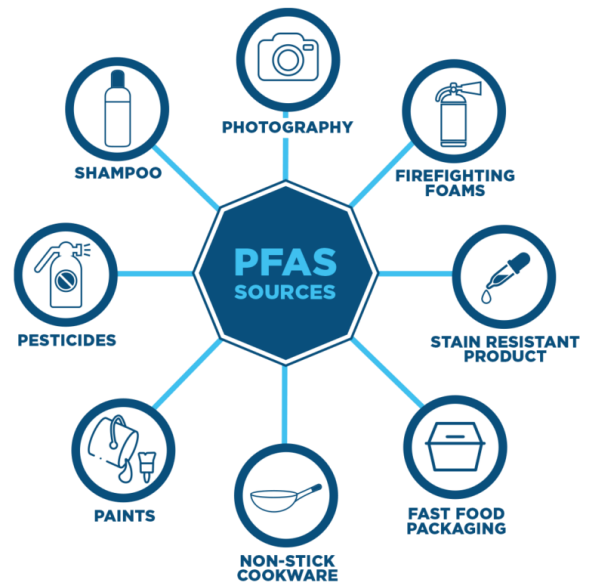 PHOTOGRAPHY
SHAMPOO
FIREFIGHTING
FOAMS
PFAS
SOURCES
PESTICIDES
STAIN RESISTANT
PRODUCT
PAINTS
FAST FOOD
PACKAGING
NON-STICK
COOKWARE